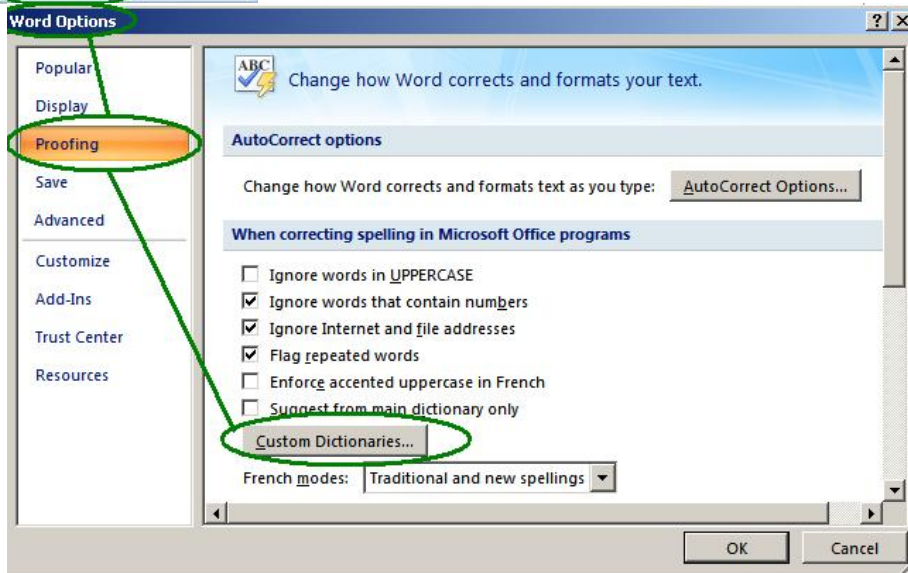 Word Options
Popular
Display
Proofing
Save
Advanced
Customize
Add-Ins
Trust Center
Resources
ABC
Change how Word corrects and formats your text.
AutoCorrect options
Change how Word corrects and formats text as you type: AutoCorrect Options...
When correcting spelling in Microsoft Office programs
Ignore words in UPPERCASE
Ignore words that contain numbers
Ignore Internet and file addresses
Flag repeated words
Enforce accented uppercase in French
Suggest from main dictionary only
Custom Dictionaries...
French modes: Traditional and new spellings
OK Cancel